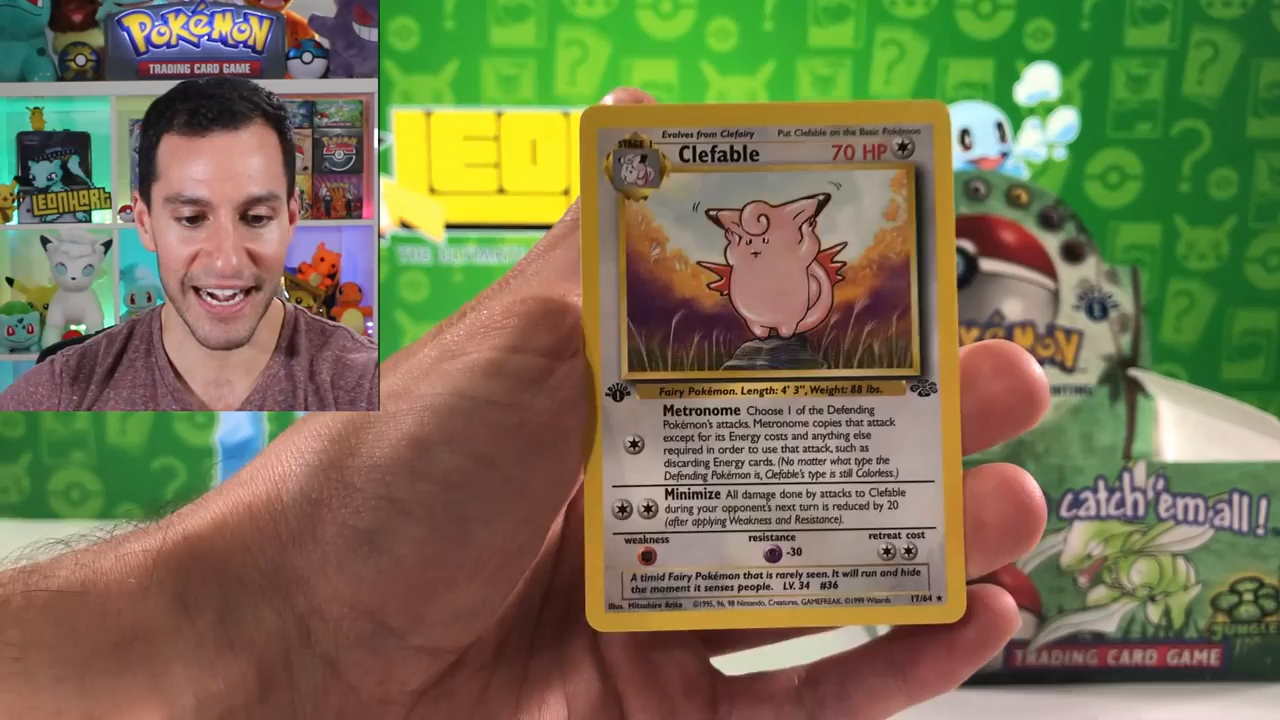 POKéMON
TRADING CARD GAME
LEONHART
LEO
Evolves from Clefairy
Put Clefable on the Basic Pokémon
STAGE 1
Clefable
70 HP
Fairy Pokémon. Length: 4' 3", Weight: 88 lbs.
EDITION
1
Metronome Choose 1 of the Defending
Pokémon's attacks. Metronome copies that attack
except for its Energy costs and anything else
required in order to use that attack, such as
discarding Energy cards. (No matter what type the
Defending Pokémon is, Clefable's type is still Colorless.)
Minimize All damage done by attacks to Clefable
during your opponent's next turn is reduced by 20
(after applying Weakness and Resistance).
weakness
resistance
retreat cost
-30
A timid Fairy Pokémon that is rarely seen. It will run and hide
the moment it senses people. LV. 34 #36
Illus. Mitsuhiro Arita
©1995, 96, 98 Nintendo, Creatures, GAMEFREAK. ©1999 Wizards.
17/64 ★
catch 'em all!
JUNGLE
TRADING CARD GAME